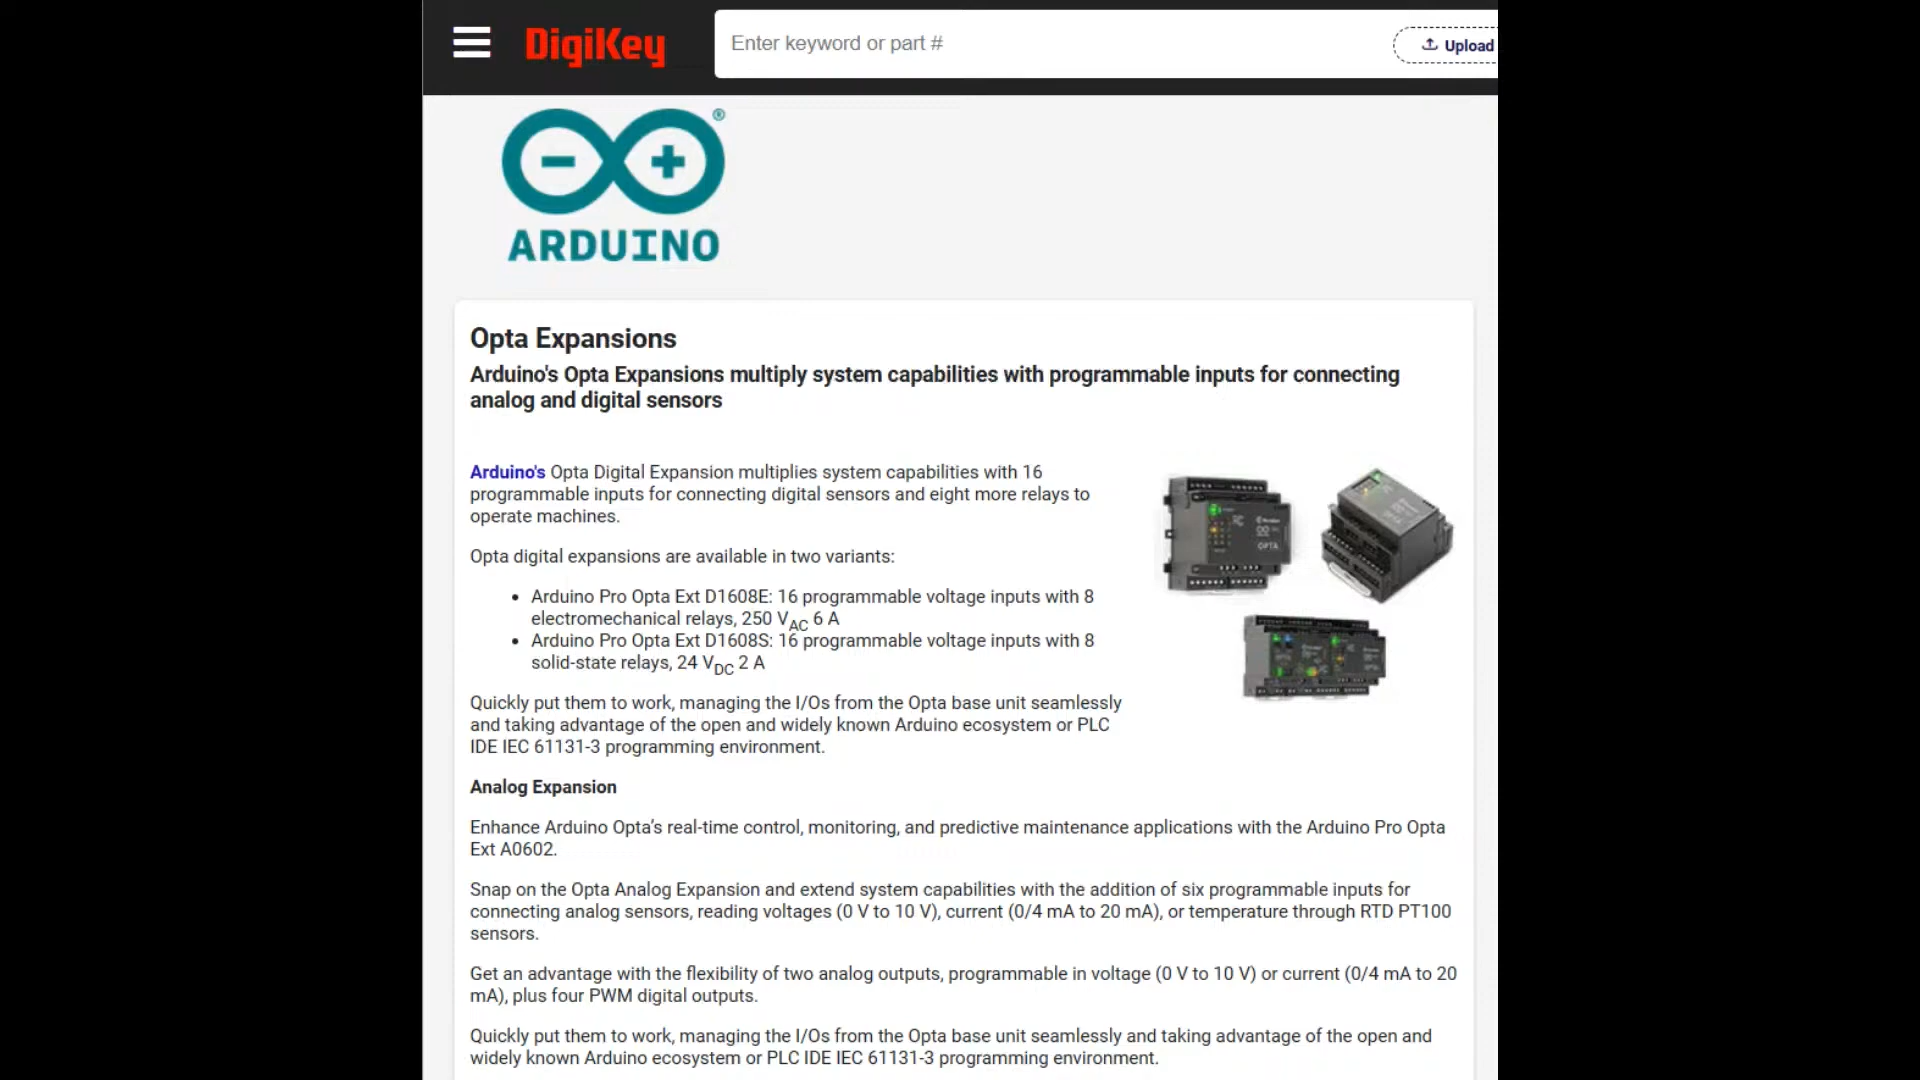 DigiKey
Enter keyword or part #
Upload
®
ARDUINO
Opta Expansions
Arduino's Opta Expansions multiply system capabilities with programmable inputs for connecting
analog and digital sensors
Arduino's Opta Digital Expansion multiplies system capabilities with 16
programmable inputs for connecting digital sensors and eight more relays to
operate machines.
Opta digital expansions are available in two variants:
• Arduino Pro Opta Ext D1608E: 16 programmable voltage inputs with 8
electromechanical relays, 250 VAC 6 A
• Arduino Pro Opta Ext D1608S: 16 programmable voltage inputs with 8
solid-state relays, 24 VDC 2 A
OPTA
Quickly put them to work, managing the I/Os from the Opta base unit seamlessly
and taking advantage of the open and widely known Arduino ecosystem or PLC
IDE IEC 61131-3 programming environment.
Analog Expansion
Enhance Arduino Opta’s real-time control, monitoring, and predictive maintenance applications with the Arduino Pro Opta
Ext A0602.
Snap on the Opta Analog Expansion and extend system capabilities with the addition of six programmable inputs for
connecting analog sensors, reading voltages (0 V to 10 V), current (0/4 mA to 20 mA), or temperature through RTD PT100
sensors.
Get an advantage with the flexibility of two analog outputs, programmable in voltage (0 V to 10 V) or current (0/4 mA to 20
mA), plus four PWM digital outputs.
Quickly put them to work, managing the I/Os from the Opta base unit seamlessly and taking advantage of the open and
widely known Arduino ecosystem or PLC IDE IEC 61131-3 programming environment.